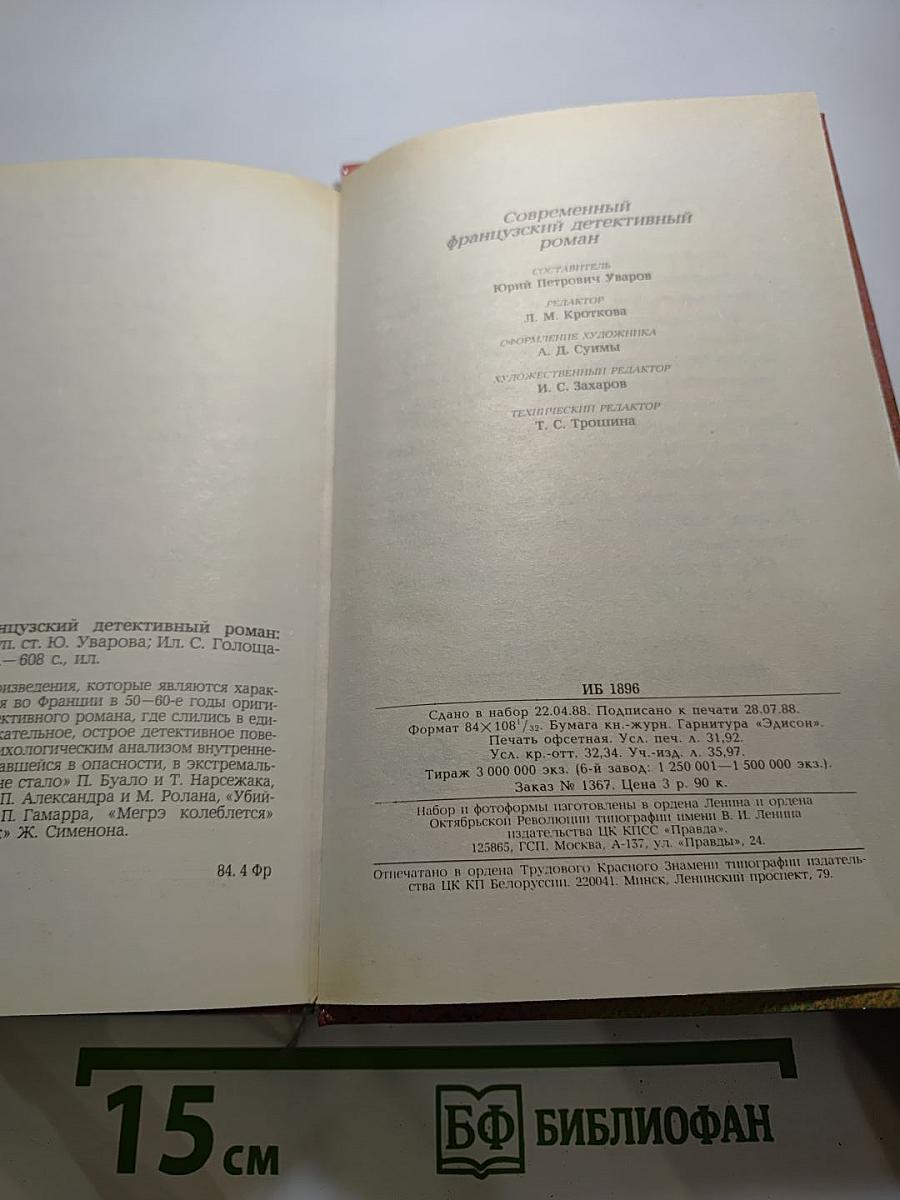 нцузский детективный роман:
уп. ст. Ю. Уварова; Ил. С. Голоща-
.—608 с., ил.
оизведения, которые являются харак-
я во Франции в 50—60-е годы ориги-
ктивного романа, где слились в еди-
кательное, острое детективное пове-
ихологическим анализом внутренне-
авшейся в опасности, в экстремаль-
не стало» П. Буало и Т. Нарсежака,
П. Александра и М. Ролана, «Убий-
П. Гамарра, «Мегрэ колеблется»
» Ж. Сименона.
84. 4 Фр
Современный
французский детективный
роман
СОСТАВИТЕЛЬ
Юрий Петрович Уваров
РЕДАКТОР
Л. М. Кроткова
ОФОРМЛЕНИЕ ХУДОЖНИКА
А. Д. Суимы
ХУДОЖЕСТВЕННЫЙ РЕДАКТОР
И. С. Захаров
ТЕХНИЧЕСКИЙ РЕДАКТОР
Т. С. Трошина
ИБ 1896
Сдано в набор 22.04.88. Подписано к печати 28.07.88.
Формат 84×108¹/₃₂. Бумага кн.-журн. Гарнитура «Эдисон».
Печать офсетная. Усл. печ. л. 31,92.
Усл. кр.-отт. 32,34. Уч.-изд. л. 35,97.
Тираж 3 000 000 экз. (6-й завод: 1 250 001—1 500 000 экз.).
Заказ № 1367. Цена 3 р. 90 к.
Набор и фотоформы изготовлены в ордена Ленина и ордена
Октябрьской Революции типографии имени В. И. Ленина
издательства ЦК КПСС «Правда».
125865, ГСП, Москва, А-137, ул. «Правды», 24.
Отпечатано в ордена Трудового Красного Знамени типографии издатель-
ства ЦК КП Белоруссии. 220041. Минск, Ленинский проспект, 79.
15 см
БФ БИБЛИОФАН